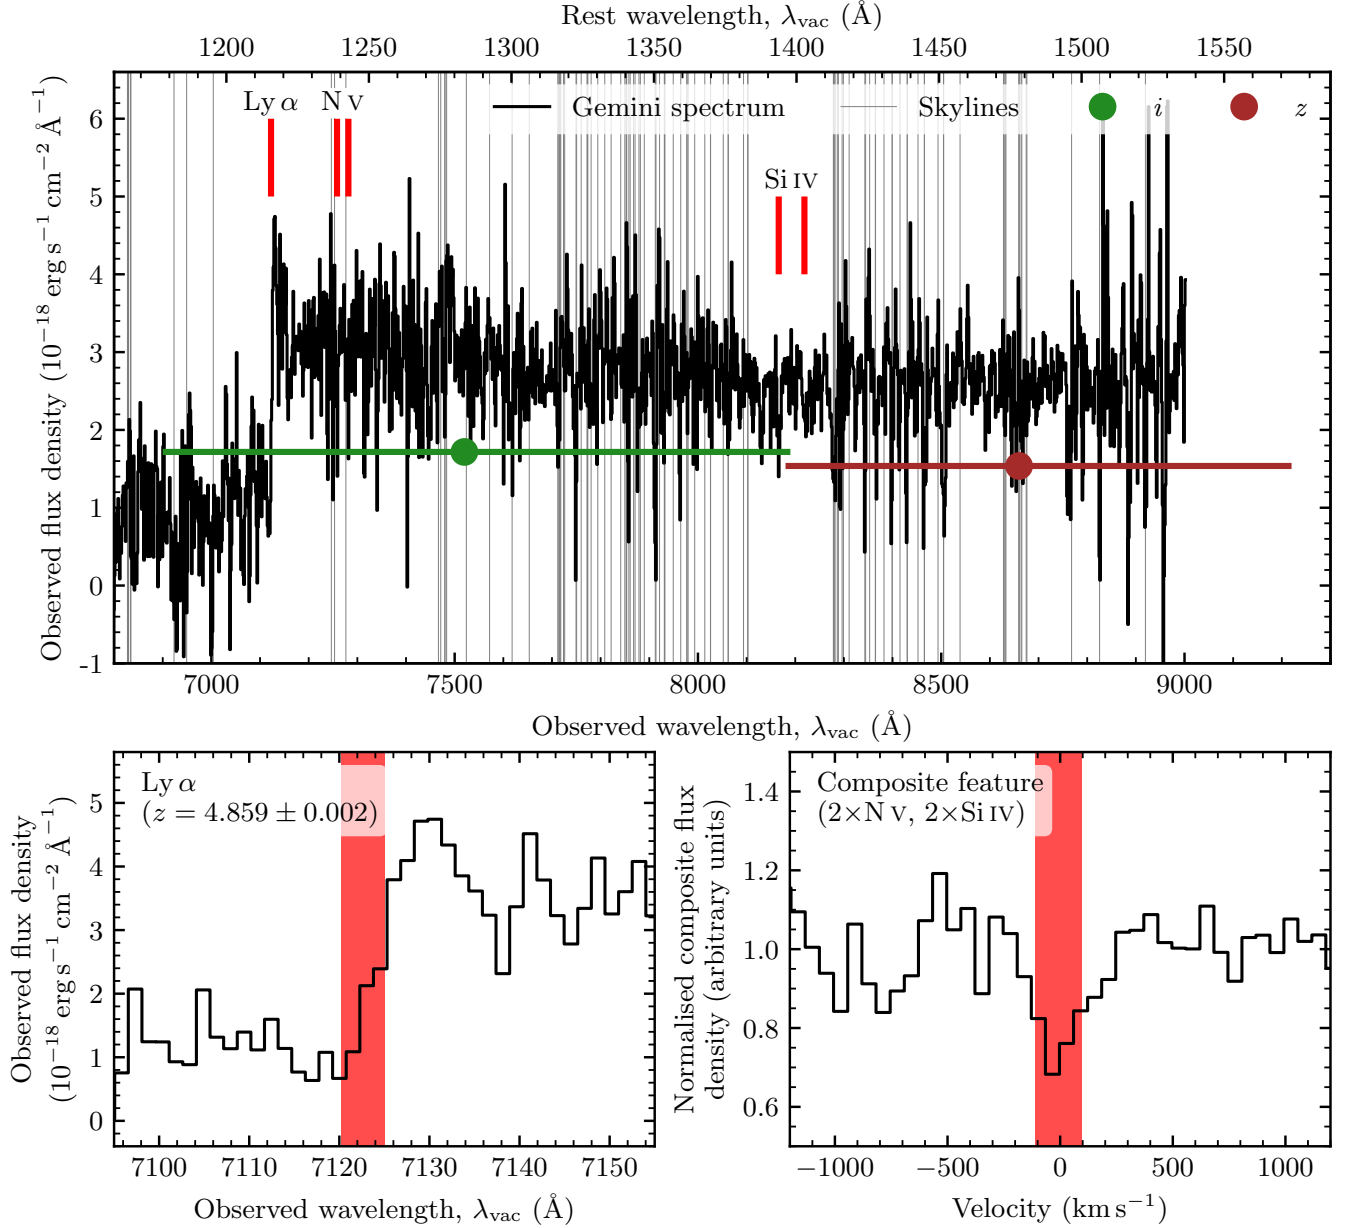 Rest wavelength, λvac (Å)
1200 1250 1300 1350 1400 1450 1500 1550
Observed flux density (10−18 erg s−1 cm−2 Å−1)
6
5
4
3
2
1
0
-1
Ly α N V Gemini spectrum Skylines i z
Si IV
7000 7500 8000 8500 9000
Observed wavelength, λvac (Å)
Observed flux density
(10−18 erg s−1 cm−2 Å−1)
5
4
3
2
1
0
Ly α
(z = 4.859 ± 0.002)
7100 7110 7120 7130 7140 7150
Observed wavelength, λvac (Å)
Normalised composite flux
density (arbitrary units)
1.4
1.2
1.0
0.8
0.6
Composite feature
(2×N V, 2×Si IV)
−1000 −500 0 500 1000
Velocity (km s−1)